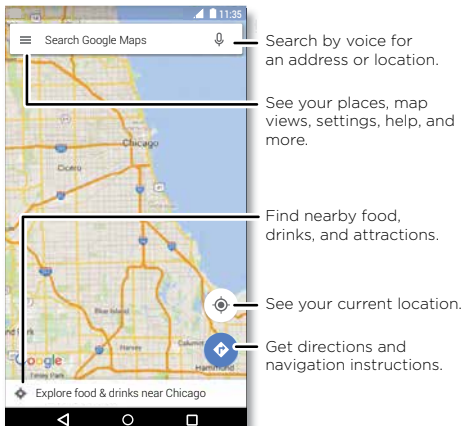 11:35
Search Google Maps
Search by voice for
an address or location.
See your places, map
views, settings, help, and
more.
Chicago
Cicero
Find nearby food,
drinks, and attractions.
See your current location.
Blue Island
Harvey
Calumet
Hammond
Get directions and
navigation instructions.
Google
Tinley Park
Explore food & drinks near Chicago